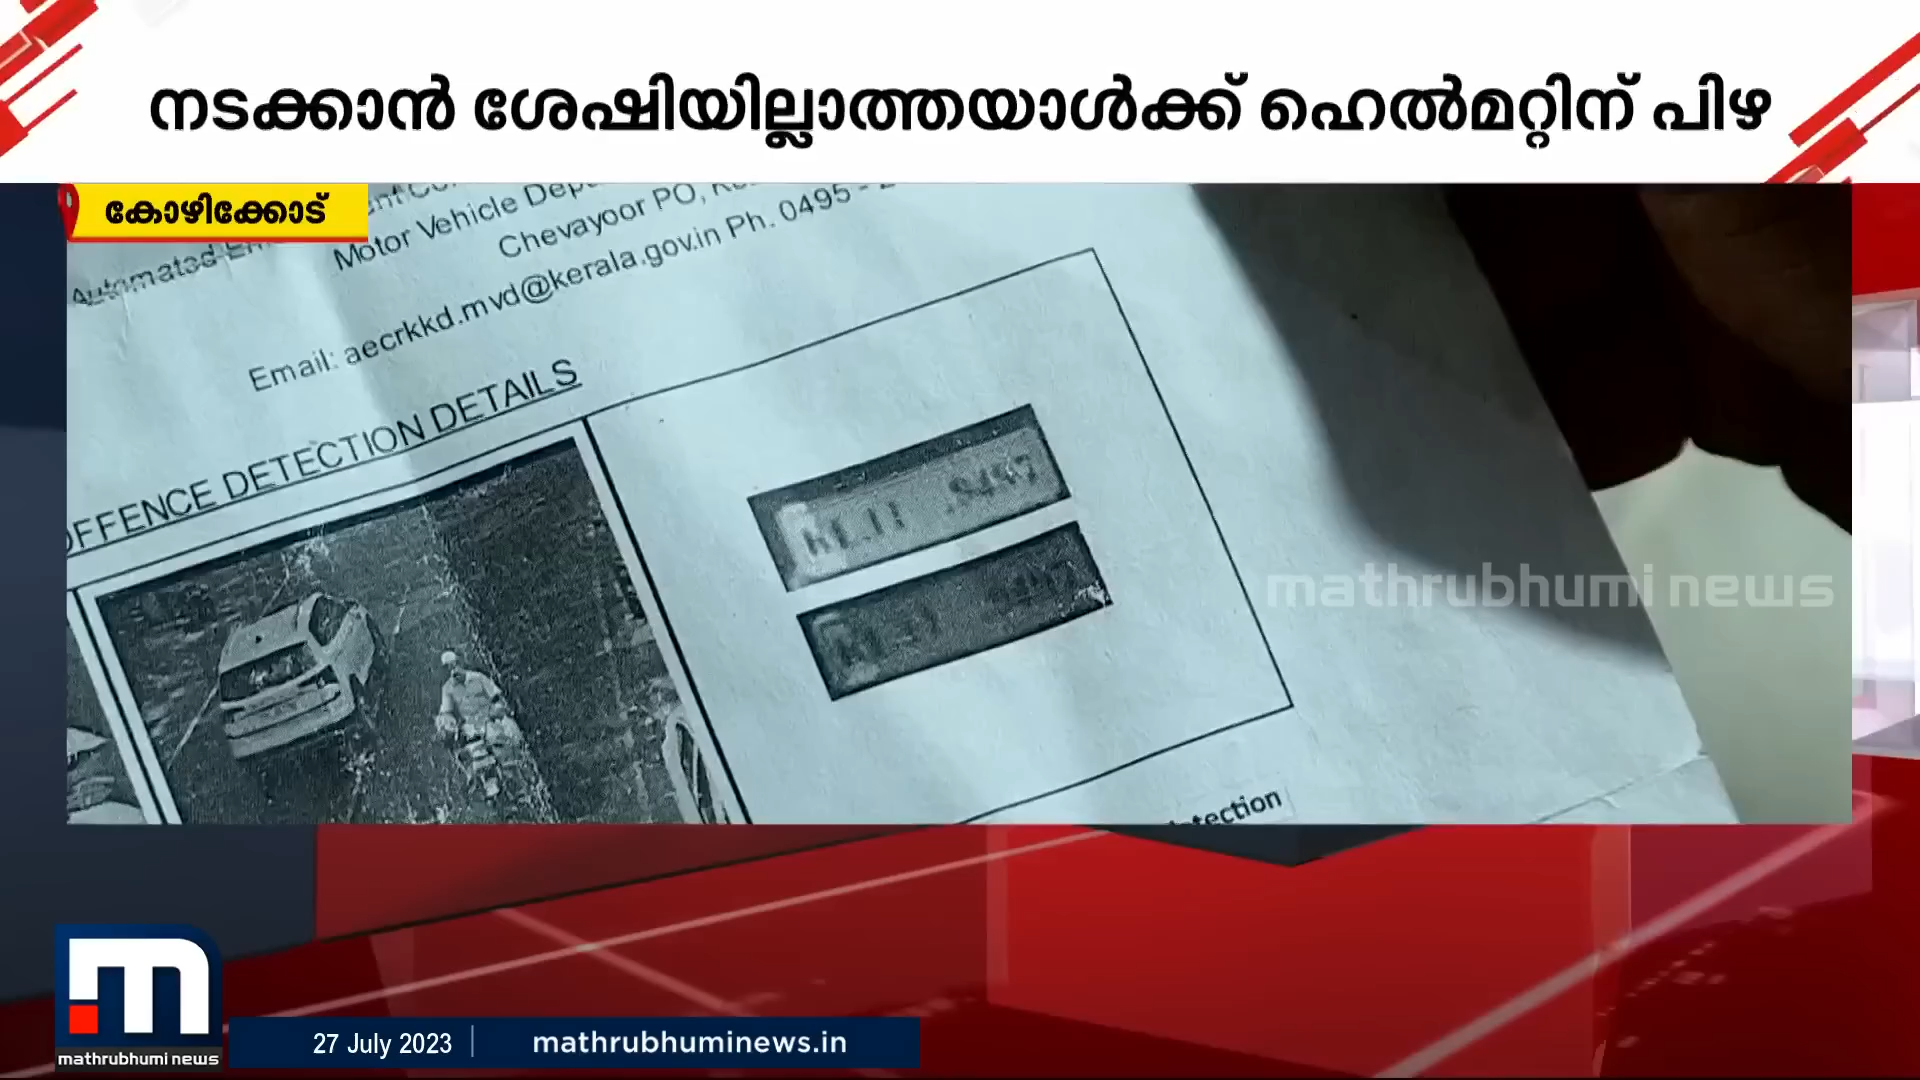 നടക്കാൻ ശേഷിയില്ലാത്തയാൾക്ക് ഹെൽമറ്റിന് പിഴ
കോഴിക്കോട്
Automated
Motor Vehicle
Chevayoor PO,
Email: aecrkkd.mvd@kerala.gov.in Ph. 0495 -
OFFENCE DETECTION DETAILS
mathrubhumi news
mathrubhumi news
27 July 2023
mathrubhuminews.in